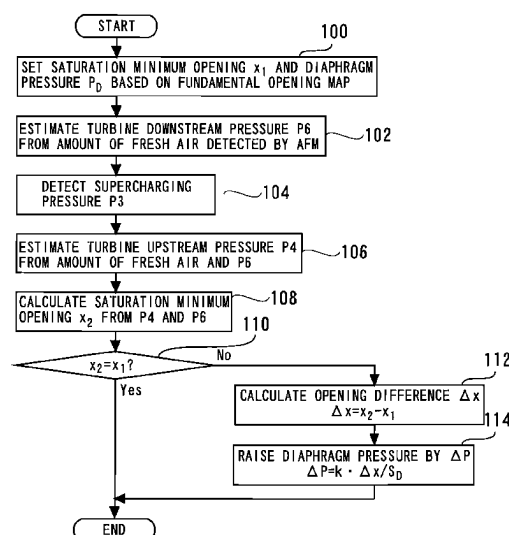 START
100
SET SATURATION MINIMUM OPENING x1 AND DIAPHRAGM
PRESSURE PD BASED ON FUNDAMENTAL OPENING MAP
ESTIMATE TURBINE DOWNSTREAM PRESSURE P6
FROM AMOUNT OF FRESH AIR DETECTED BY AFM
102
DETECT SUPERCHARGING
PRESSURE P3
104
ESTIMATE TURBINE UPSTREAM PRESSURE P4
FROM AMOUNT OF FRESH AIR AND P6
106
CALCULATE SATURATION MINIMUM
OPENING x2 FROM P4 AND P6
108
110
x2=x1?
No
Yes
112
CALCULATE OPENING DIFFERENCE Δx
Δx=x2-x1
114
RAISE DIAPHRAGM PRESSURE BY ΔP
ΔP=k・Δx/SD
END